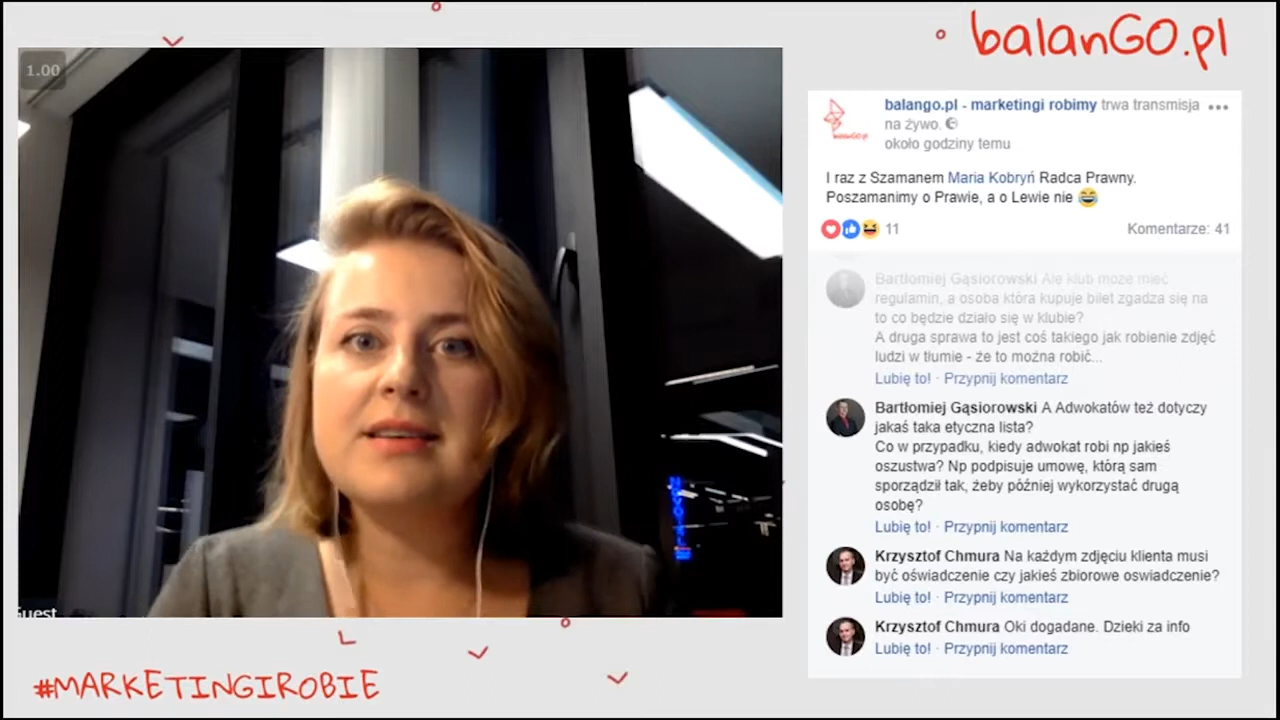 balanGO.pl
1.00
balango.pl - marketingi robimy trwa transmisja
na żywo.
około godziny temu
I raz z Szamanem Maria Kobryń Radca Prawny.
Poszamanimy o Prawie, a o Lewie nie 😂
11
Komentarze: 41
Bartłomiej Gąsiorowski Ale klub może mieć
regulamin, a osoba która kupuje bilet zgadza się na
to co będzie działo się w klubie?
A druga sprawa to jest coś takiego jak robienie zdjęć
ludzi w tłumie - że to można robić...
Lubię to! · Przypnij komentarz
Bartłomiej Gąsiorowski A Adwokatów też dotyczy
jakaś taka etyczna lista?
Co w przypadku, kiedy adwokat robi np jakieś
oszustwa? Np podpisuje umowę, którą sam
sporządził tak, żeby później wykorzystać drugą
osobę?
Lubię to! · Przypnij komentarz
Krzysztof Chmura Na każdym zdjęciu klienta musi
być oświadczenie czy jakieś zbiorowe oswiadczenie?
Lubię to! · Przypnij komentarz
Krzysztof Chmura Oki dogadane. Dzieki za info
Lubię to! · Przypnij komentarz
NOVOTEL
Guest
#MARKETINGIROBIE